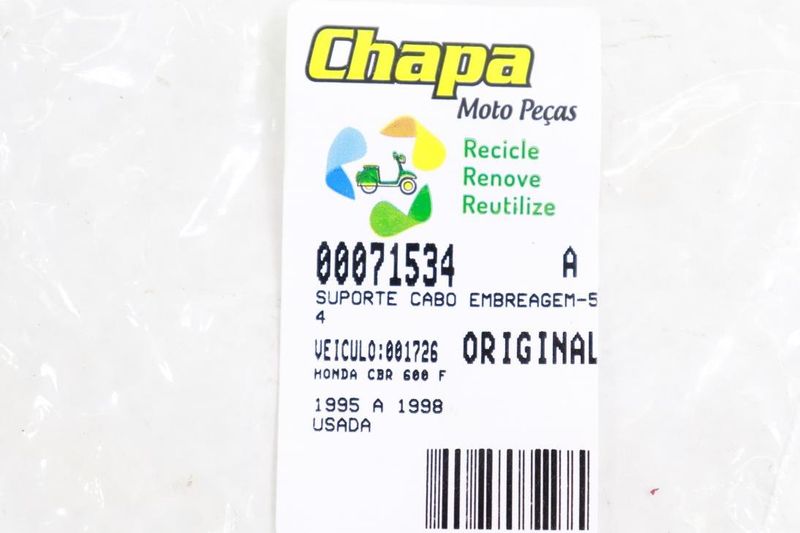 Chapa
Moto Peças
Recicle
Renove
Reutilize
00071534 A
SUPORTE CABO EMBREAGEM-5
4
VEICULO:001726 ORIGINAL
HONDA CBR 600 F
1995 A 1998
USADA